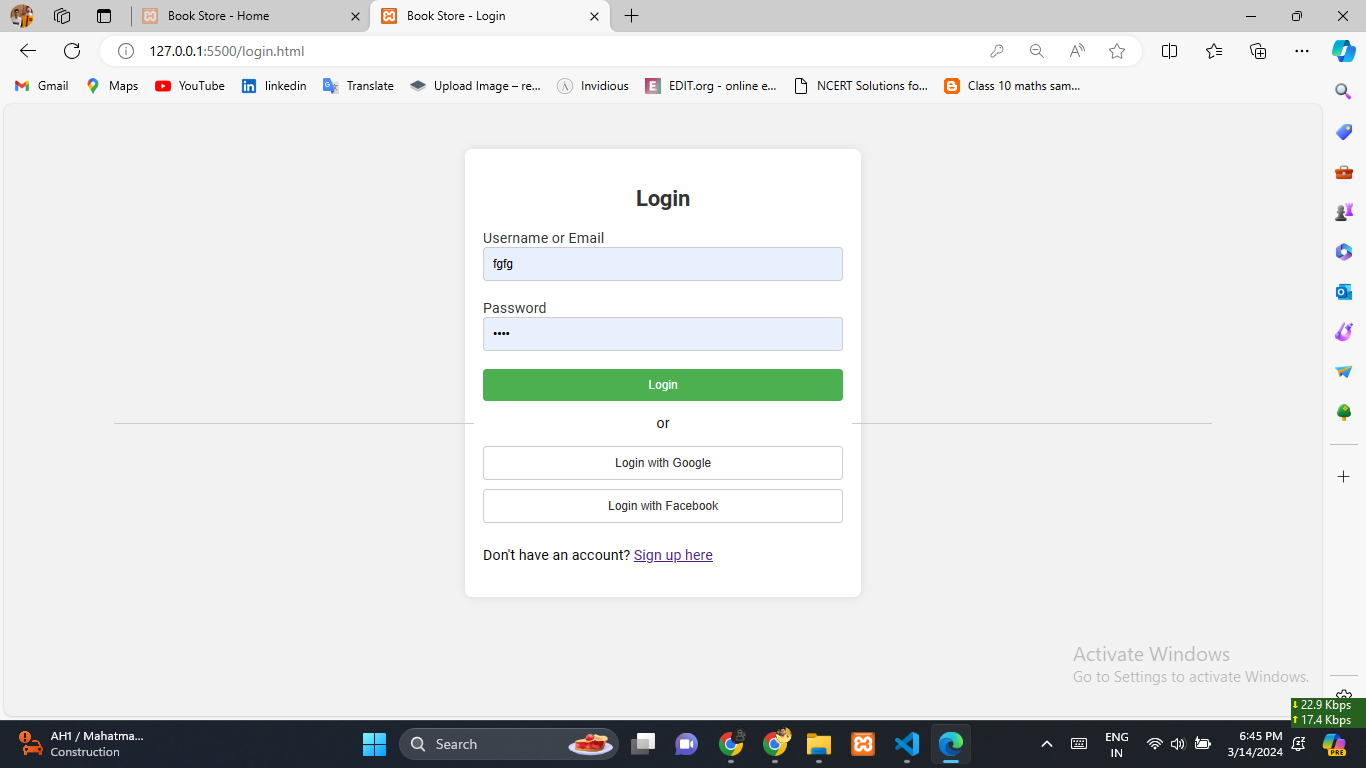 Book Store - Home
Book Store - Login
127.0.0.1:5500/login.html
Gmail
Maps
YouTube
linkedin
Translate
Upload Image – re...
Invidious
EDIT.org - online e...
NCERT Solutions fo...
Class 10 maths sam...
Login
Username or Email
fgfg
Password
••••
Login
or
Login with Google
Login with Facebook
Don't have an account? Sign up here
Activate Windows
Go to Settings to activate Windows.
22.9 Kbps
17.4 Kbps
AH1 / Mahatma...
Construction
Search
ENG
IN
6:45 PM
3/14/2024
PRE